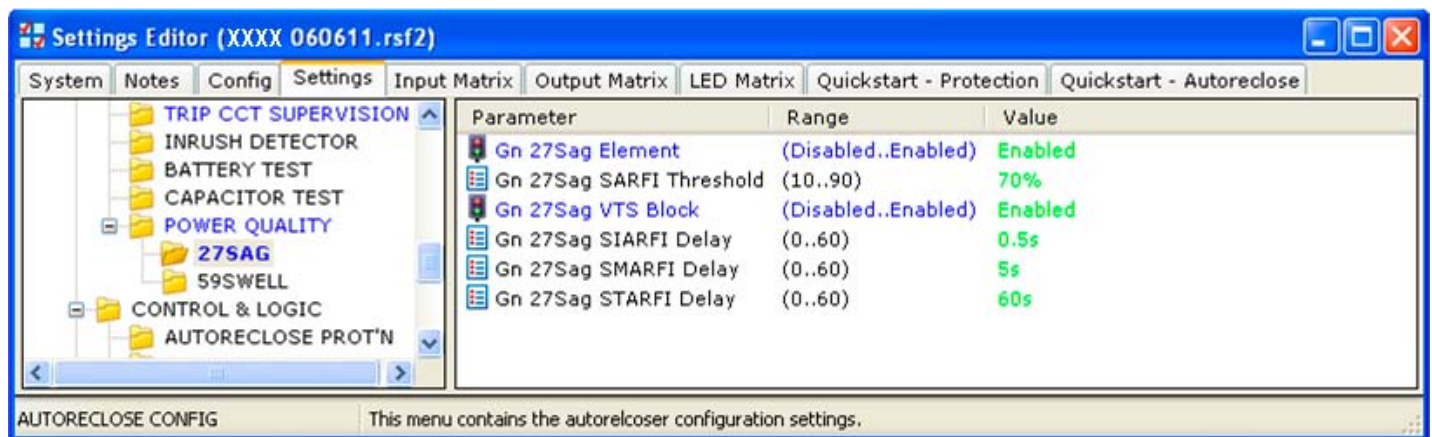 Settings Editor (XXXX 060611.rsf2)
System Notes Config Settings Input Matrix Output Matrix LED Matrix Quickstart - Protection Quickstart - Autoreclose
TRIP CCT SUPERVISION
INRUSH DETECTOR
BATTERY TEST
CAPACITOR TEST
POWER QUALITY
27SAG
59SWELL
CONTROL & LOGIC
AUTORECLOSE PROT'N
Parameter Range Value
Gn 27Sag Element (Disabled..Enabled) Enabled
Gn 27Sag SARFI Threshold (10..90) 70%
Gn 27Sag VTS Block (Disabled..Enabled) Enabled
Gn 27Sag SIARFI Delay (0..60) 0.5s
Gn 27Sag SMARFI Delay (0..60) 5s
Gn 27Sag STARFI Delay (0..60) 60s
AUTORECLOSE CONFIG This menu contains the autorelcoser configuration settings.